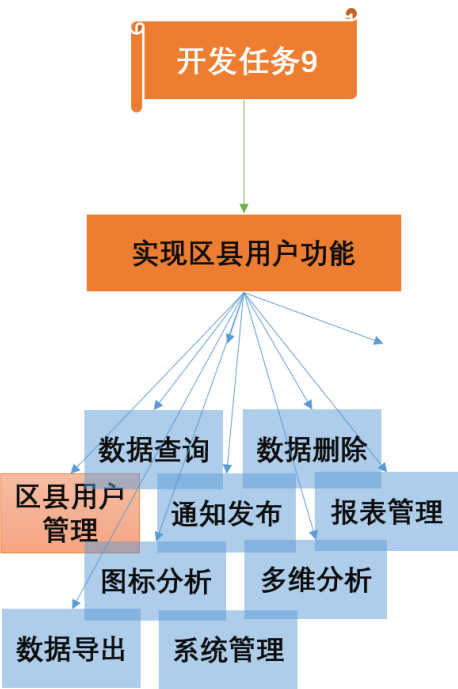 开发任务9
实现区县用户功能
数据查询
数据删除
区县用户
管理
通知发布
报表管理
图标分析
多维分析
数据导出
系统管理